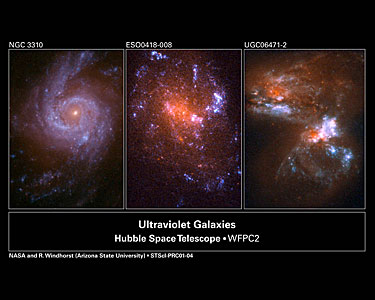 NGC 3310
ESO0418-008
UGC06471-2
Ultraviolet Galaxies
Hubble Space Telescope • WFPC2
NASA and R. Windhorst (Arizona State University) • STScI-PRC01-04